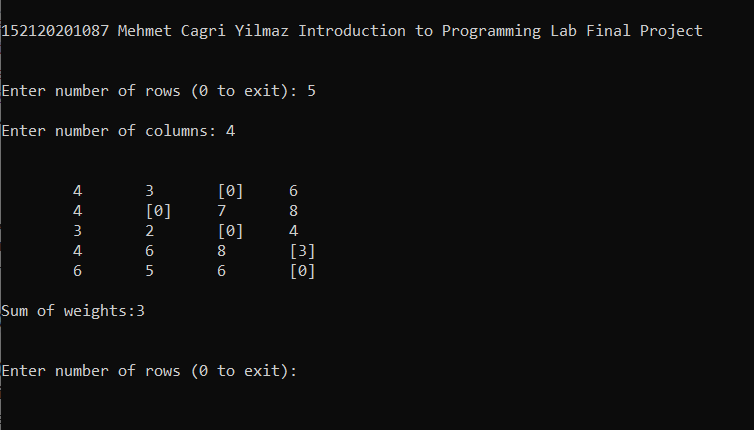 152120201087 Mehmet Cagri Yilmaz Introduction to Programming Lab Final Project
Enter number of rows (0 to exit): 5
Enter number of columns: 4
4 3 [0] 6
4 [0] 7 8
3 2 [0] 4
4 6 8 [3]
6 5 6 [0]
Sum of weights:3
Enter number of rows (0 to exit):